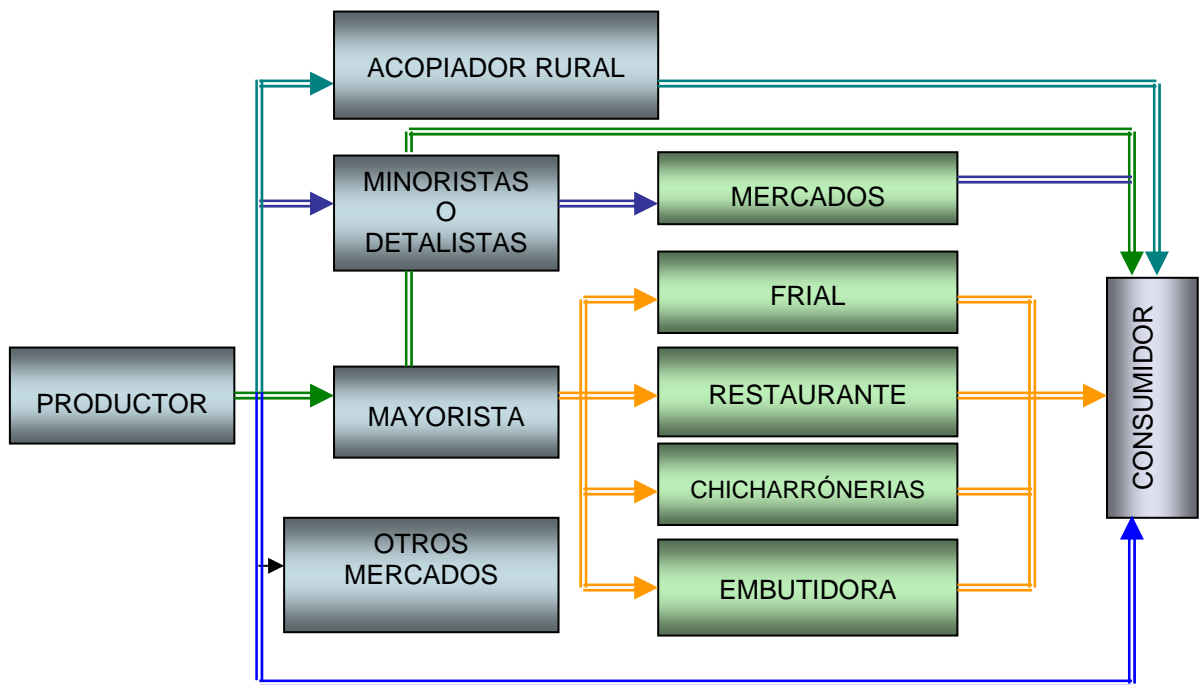 ACOPIADOR RURAL
MINORISTAS
O
DETALISTAS
MERCADOS
FRIAL
PRODUCTOR
MAYORISTA
RESTAURANTE
CHICHARRÓNERIAS
OTROS
MERCADOS
EMBUTIDORA
CONSUMIDOR